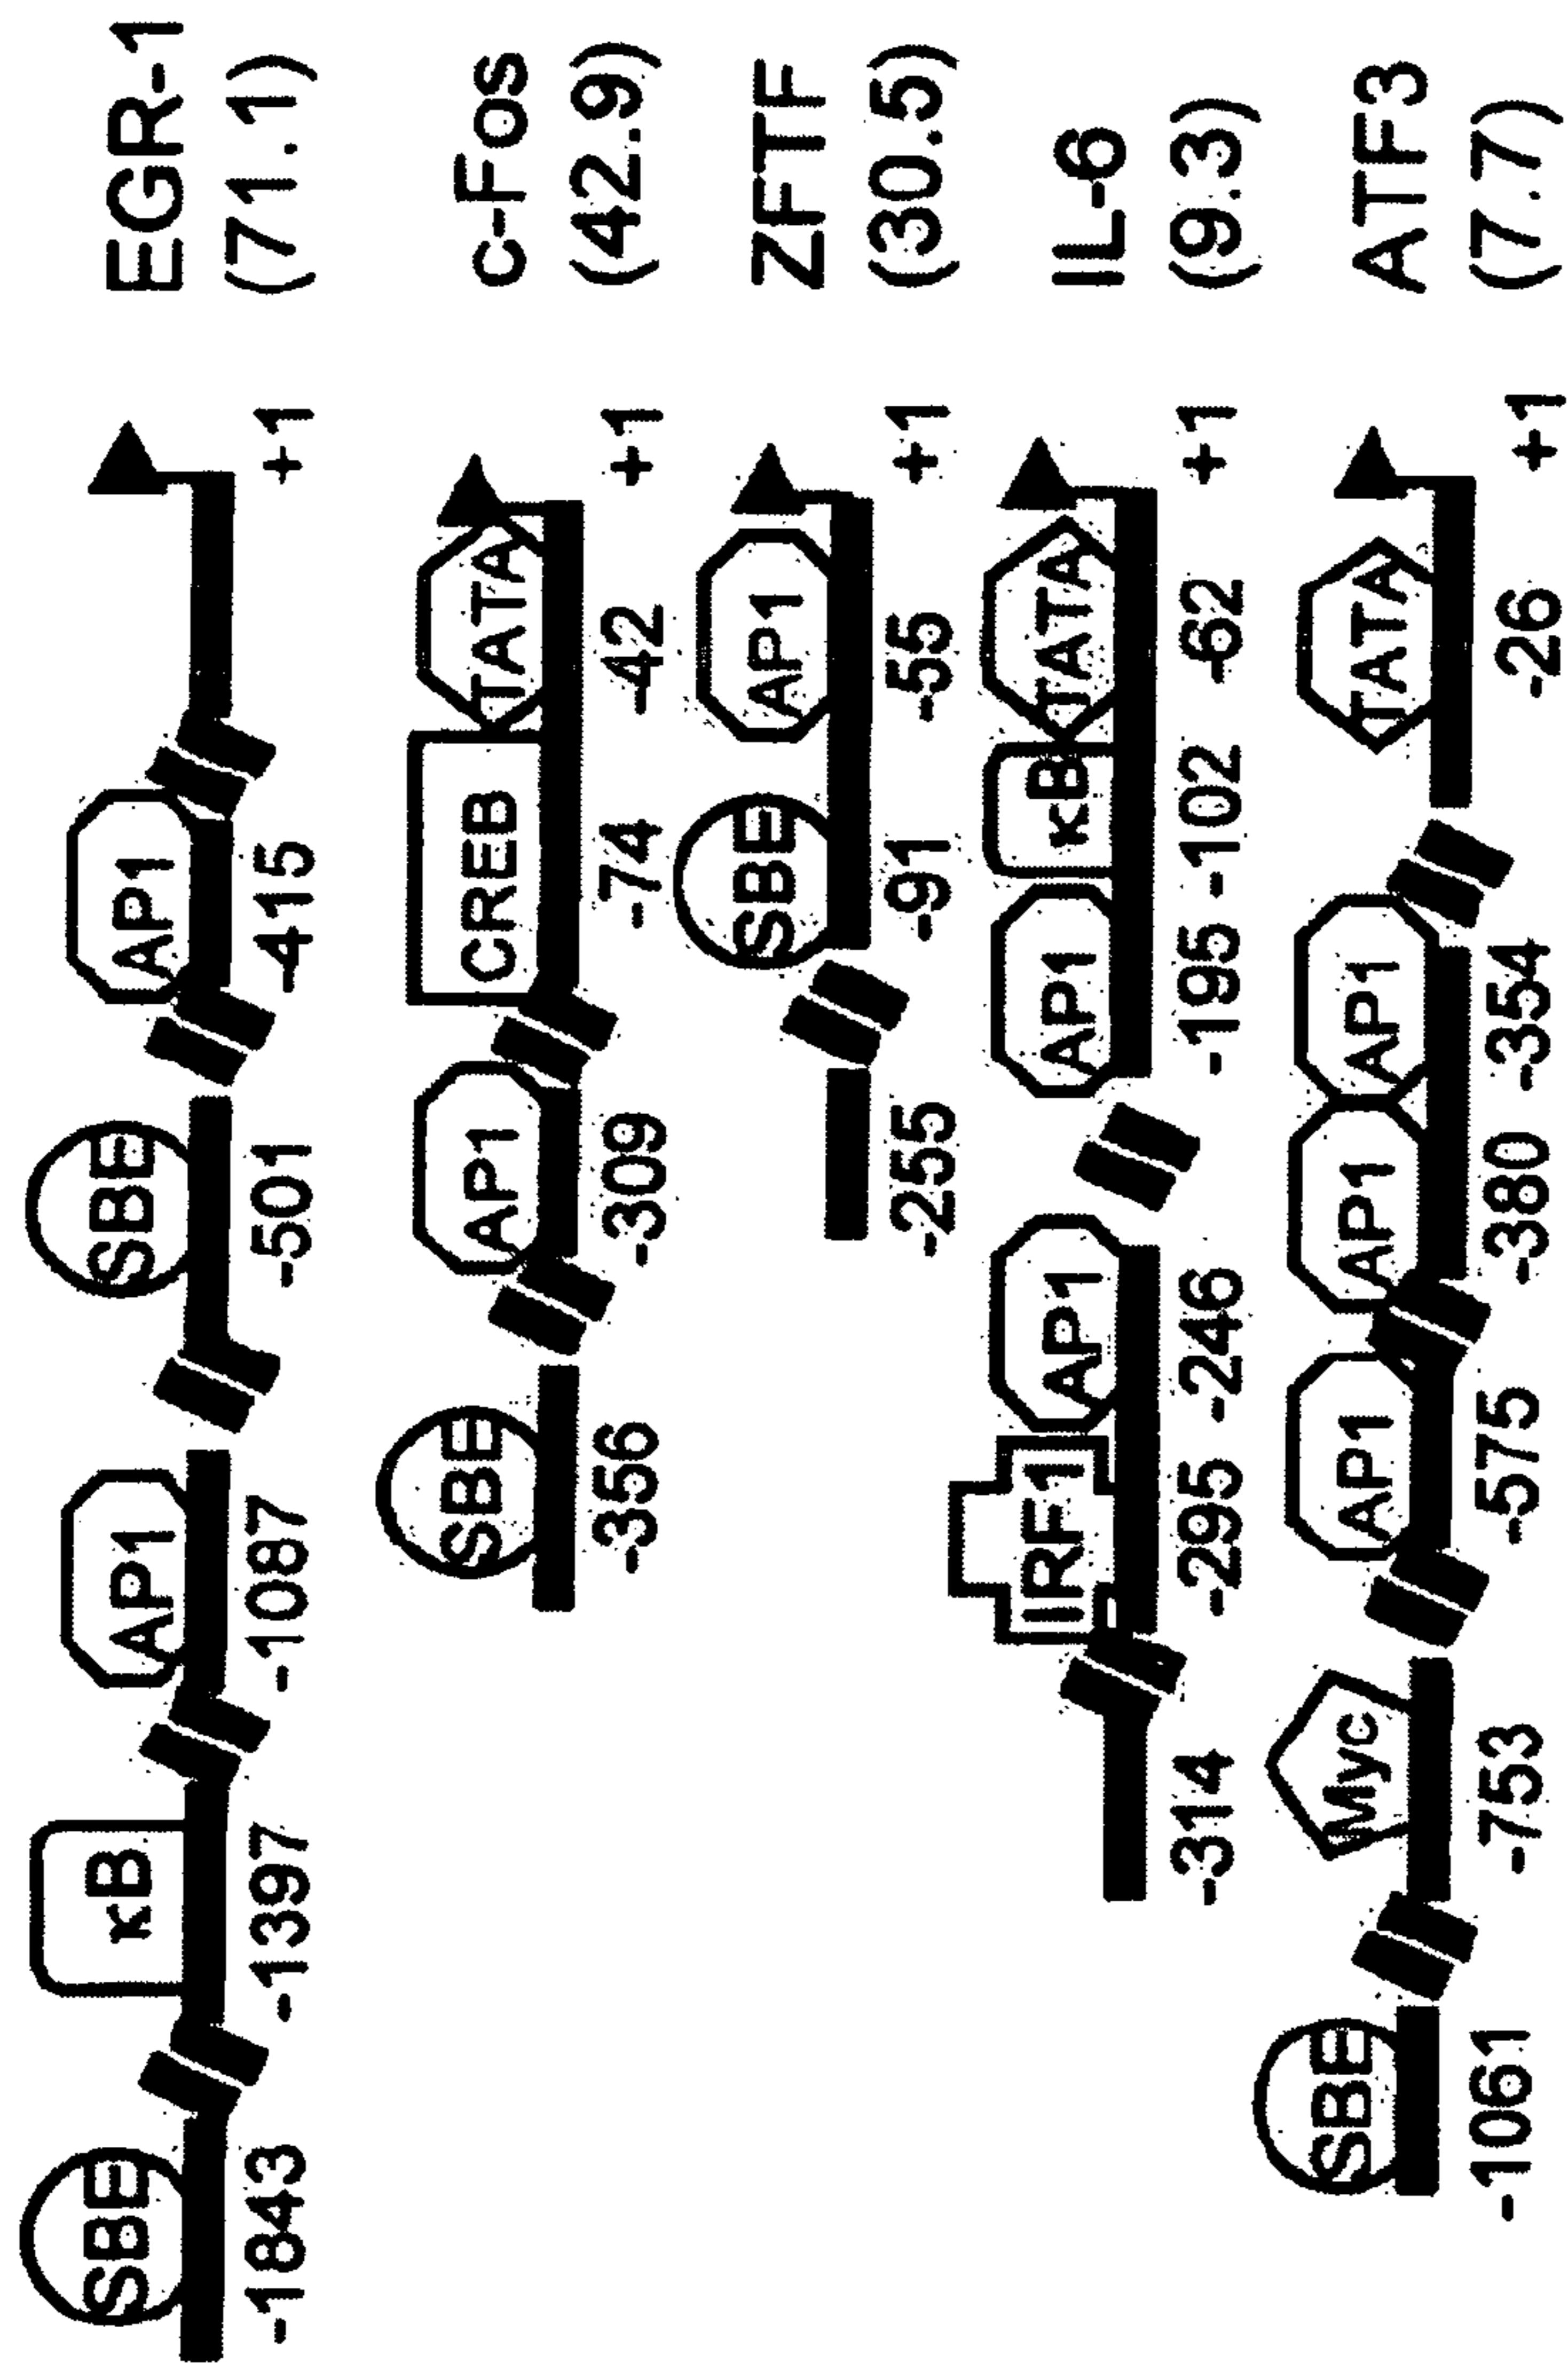 SBE κB AP1 SBE AP1 EGR-1
-1843 -1397 -1087 -501 -415 +1 (71.1)
SBE AP1 CREB TATA c-Fos
-356 -309 -74 -42 +1 (42.9)
SBE AP1 ZFTF
-255 -91 -55 +1 (30.5)
IRF1 AP1 AP1 κB TATA IL-6
-314 -295 -246 -195 -102 -62 +1 (9.3)
SBE Myc AP1 AP1 AP1 TATA ATF3
-1061 -753 -575 -380 -354 -26 +1 (7.7)